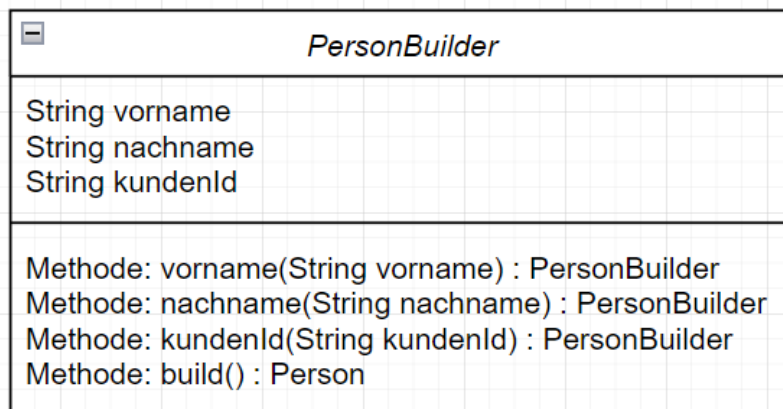 PersonBuilder
String vorname
String nachname
String kundenId
Methode: vorname(String vorname) : PersonBuilder
Methode: nachname(String nachname) : PersonBuilder
Methode: kundenId(String kundenId) : PersonBuilder
Methode: build() : Person